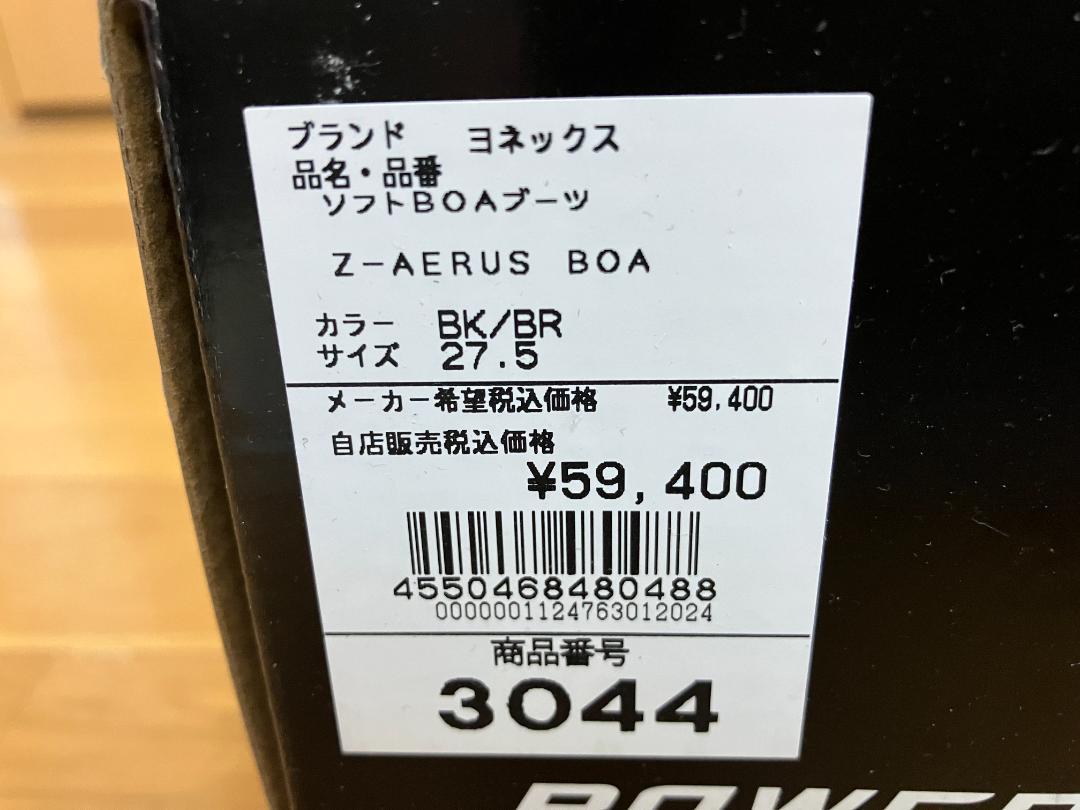 ブランド ヨネックス
品名・品番
ソフトBOAブーツ
Z-AERUS BOA
カラー BK/BR
サイズ 27.5
メーカー希望税込価格 ¥59,400
自店販売税込価格
¥59,400
4550468480488
0000001124763012024
商品番号
3044